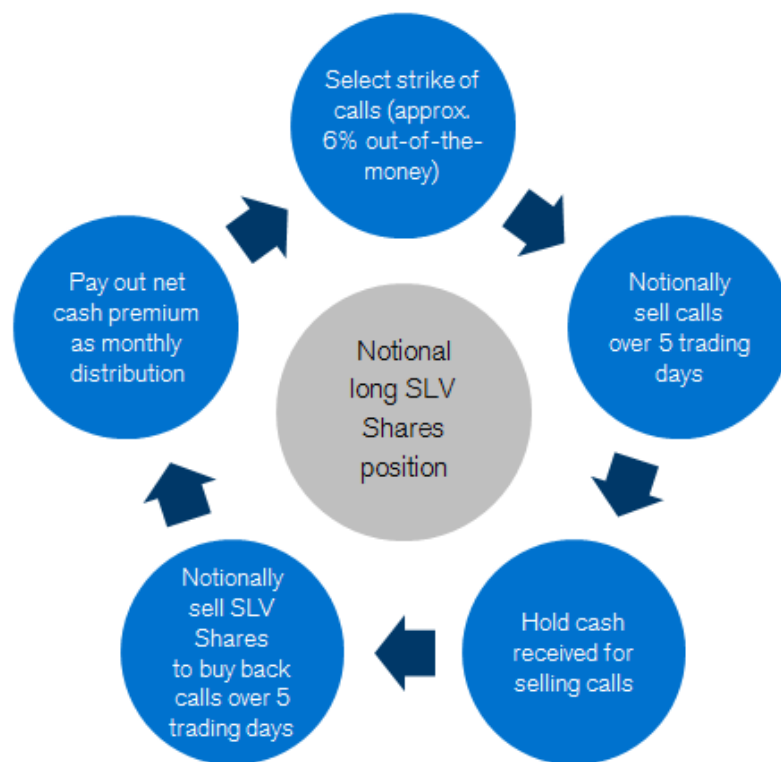 Select strike of
calls (approx.
6% out-of-the-
money)
Notionally
sell calls
over 5 trading
days
Hold cash
received for
selling calls
Notionally
sell SLV
Shares
to buy back
calls over 5
trading days
Pay out net
cash premium
as monthly
distribution
Notional
long SLV
Shares
position